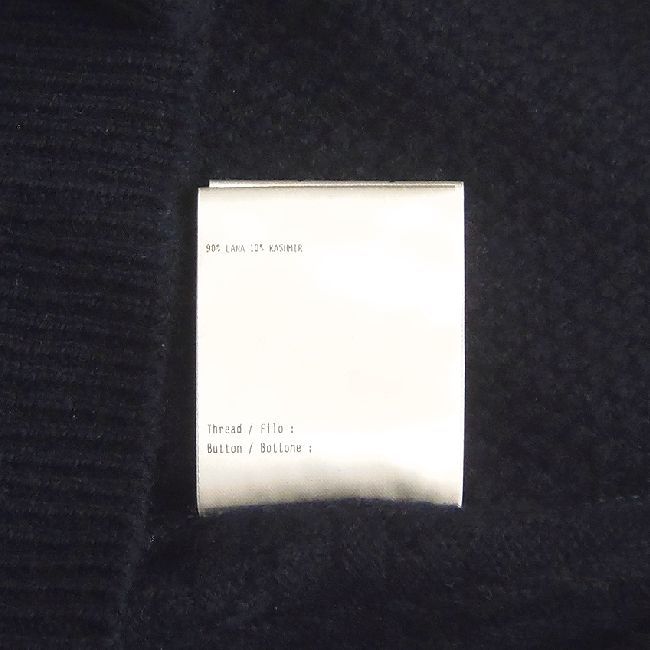 90% LANA 10% KASHMIR
Thread / Filo :
Button / Bottone :